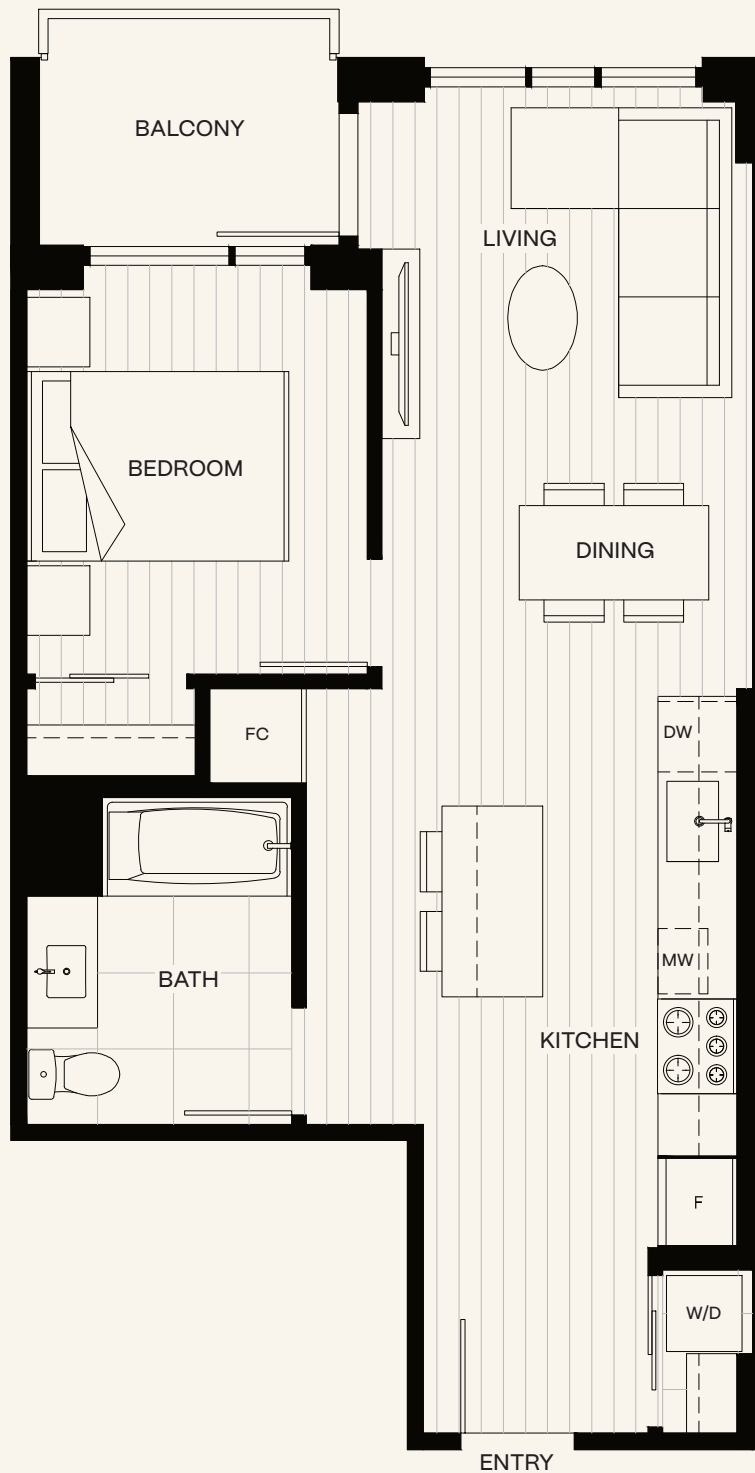 BALCONY
LIVING
BEDROOM
DINING
FC
DW
BATH
MW
KITCHEN
F
W/D
ENTRY